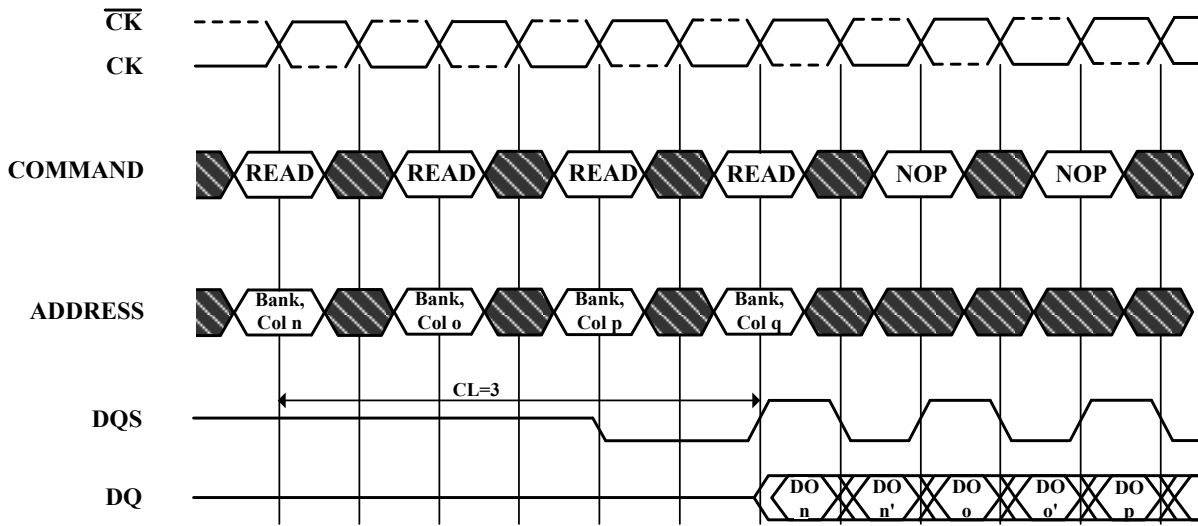 CK
CK
COMMAND READ READ READ READ NOP NOP
ADDRESS Bank, Col n Bank, Col o Bank, Col p Bank, Col q
CL=3
DQS
DQ DO n DO n' DO o DO o' DO p